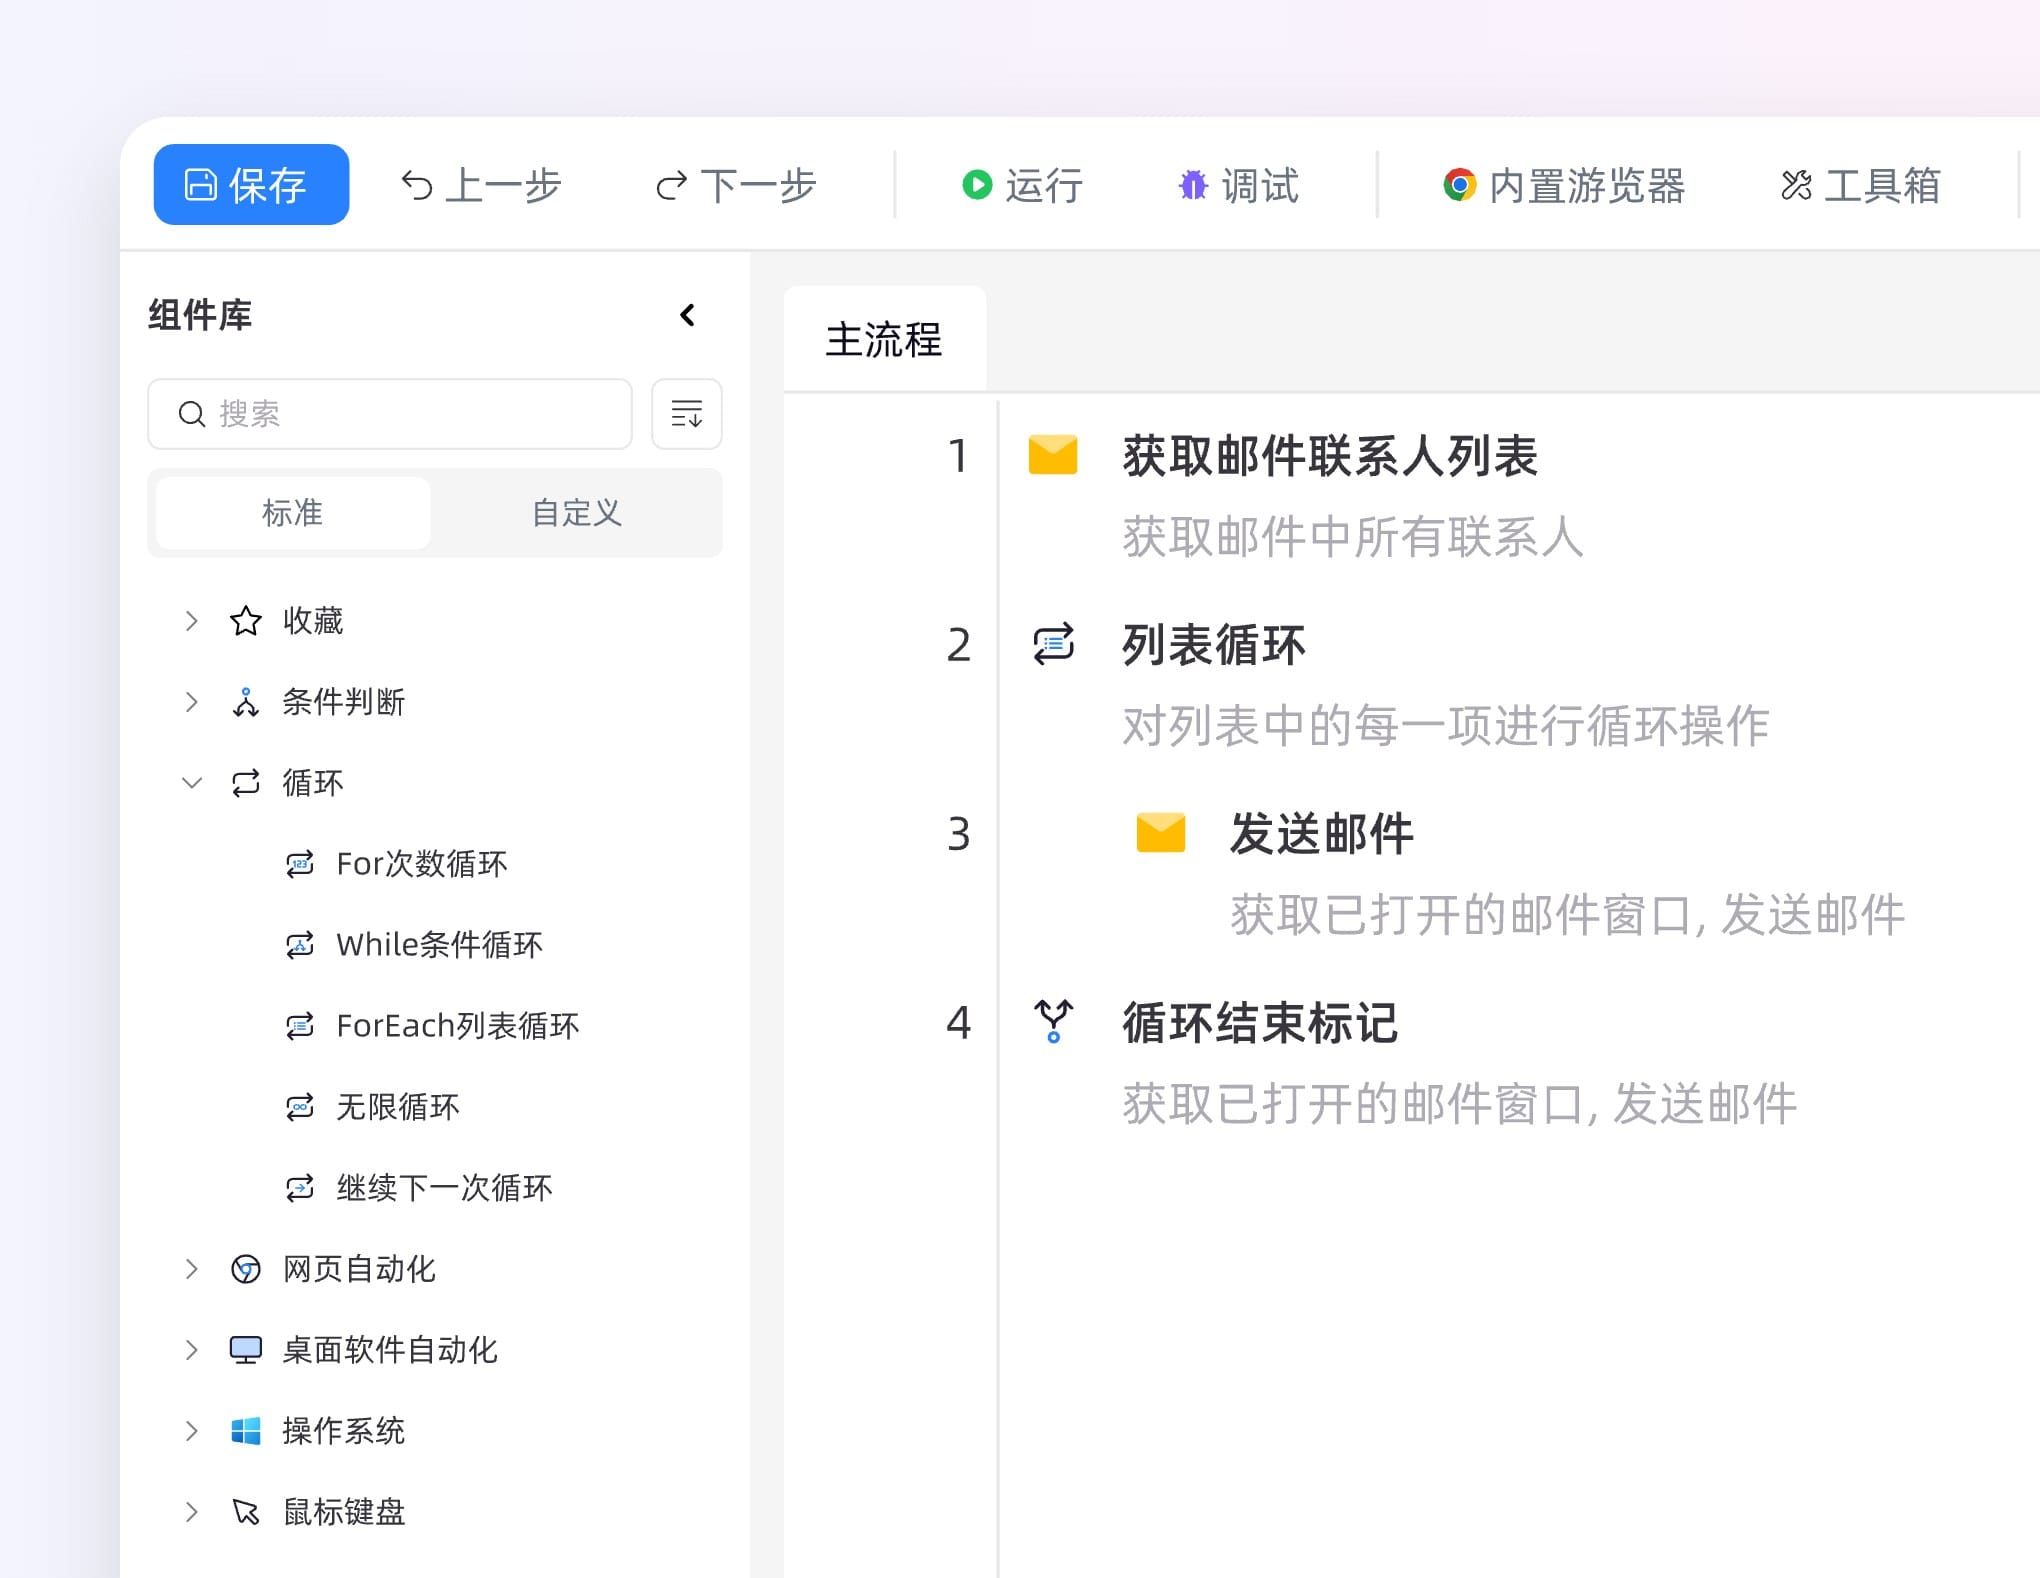 保存 上一步 下一步 运行 调试 内置游览器 工具箱
组件库
搜索
标准 自定义
收藏
条件判断
循环
For次数循环
While条件循环
ForEach列表循环
无限循环
继续下一次循环
网页自动化
桌面软件自动化
操作系统
鼠标键盘
主流程
1 获取邮件联系人列表
获取邮件中所有联系人
2 列表循环
对列表中的每一项进行循环操作
3 发送邮件
获取已打开的邮件窗口, 发送邮件
4 循环结束标记
获取已打开的邮件窗口, 发送邮件